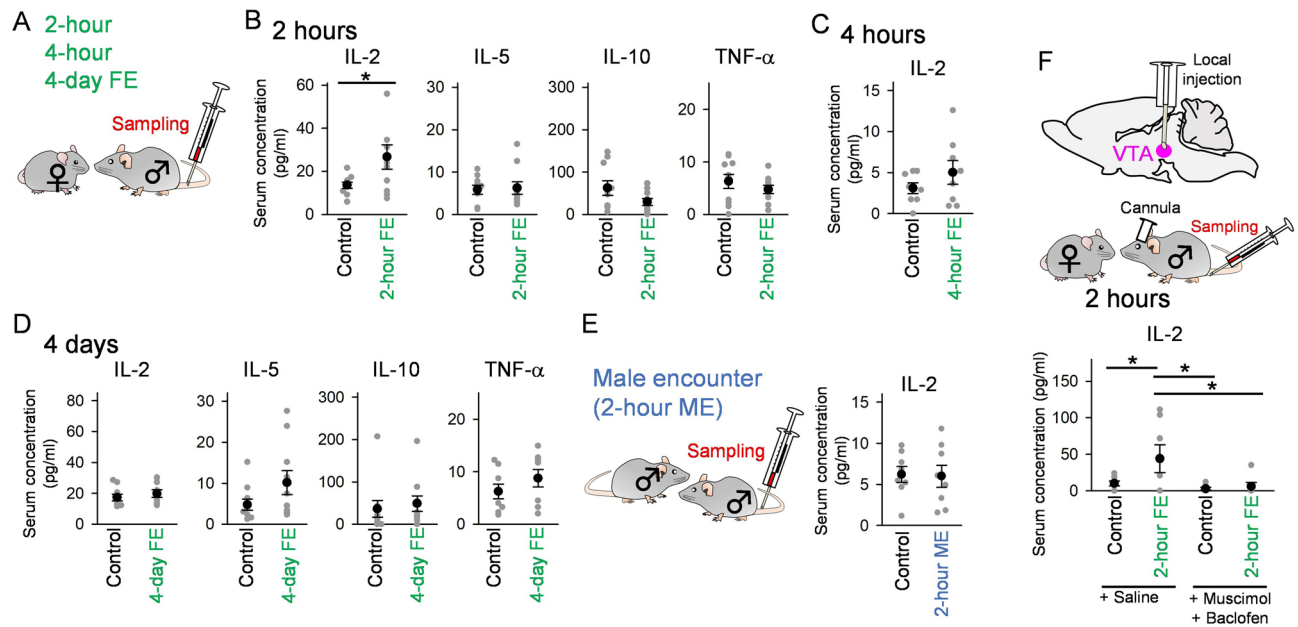 A
2-hour
4-hour
4-day FE
Sampling
♀
♂
B
2 hours
IL-2
IL-5
IL-10
TNF-α
Serum concentration
(pg/ml)
60
40
20
0
*
Control
2-hour FE
30
20
10
0
Control
2-hour FE
300
200
100
0
Control
2-hour FE
20
10
0
Control
2-hour FE
C
4 hours
IL-2
Serum concentration
(pg/ml)
15
10
5
0
Control
4-hour FE
D
4 days
IL-2
IL-5
IL-10
TNF-α
Serum concentration
(pg/ml)
80
60
40
20
0
Control
4-day FE
30
20
10
0
Control
4-day FE
300
200
100
0
Control
4-day FE
20
10
0
Control
4-day FE
E
Male encounter
(2-hour ME)
Sampling
♂
♂
IL-2
Serum concentration
(pg/ml)
15
10
5
0
Control
2-hour ME
F
Local
injection
VTA
Cannula
Sampling
♀
♂
2 hours
IL-2
Serum concentration (pg/ml)
150
100
50
0
*
*
*
Control
2-hour FE
Control
2-hour FE
+ Saline
+ Muscimol
+ Baclofen